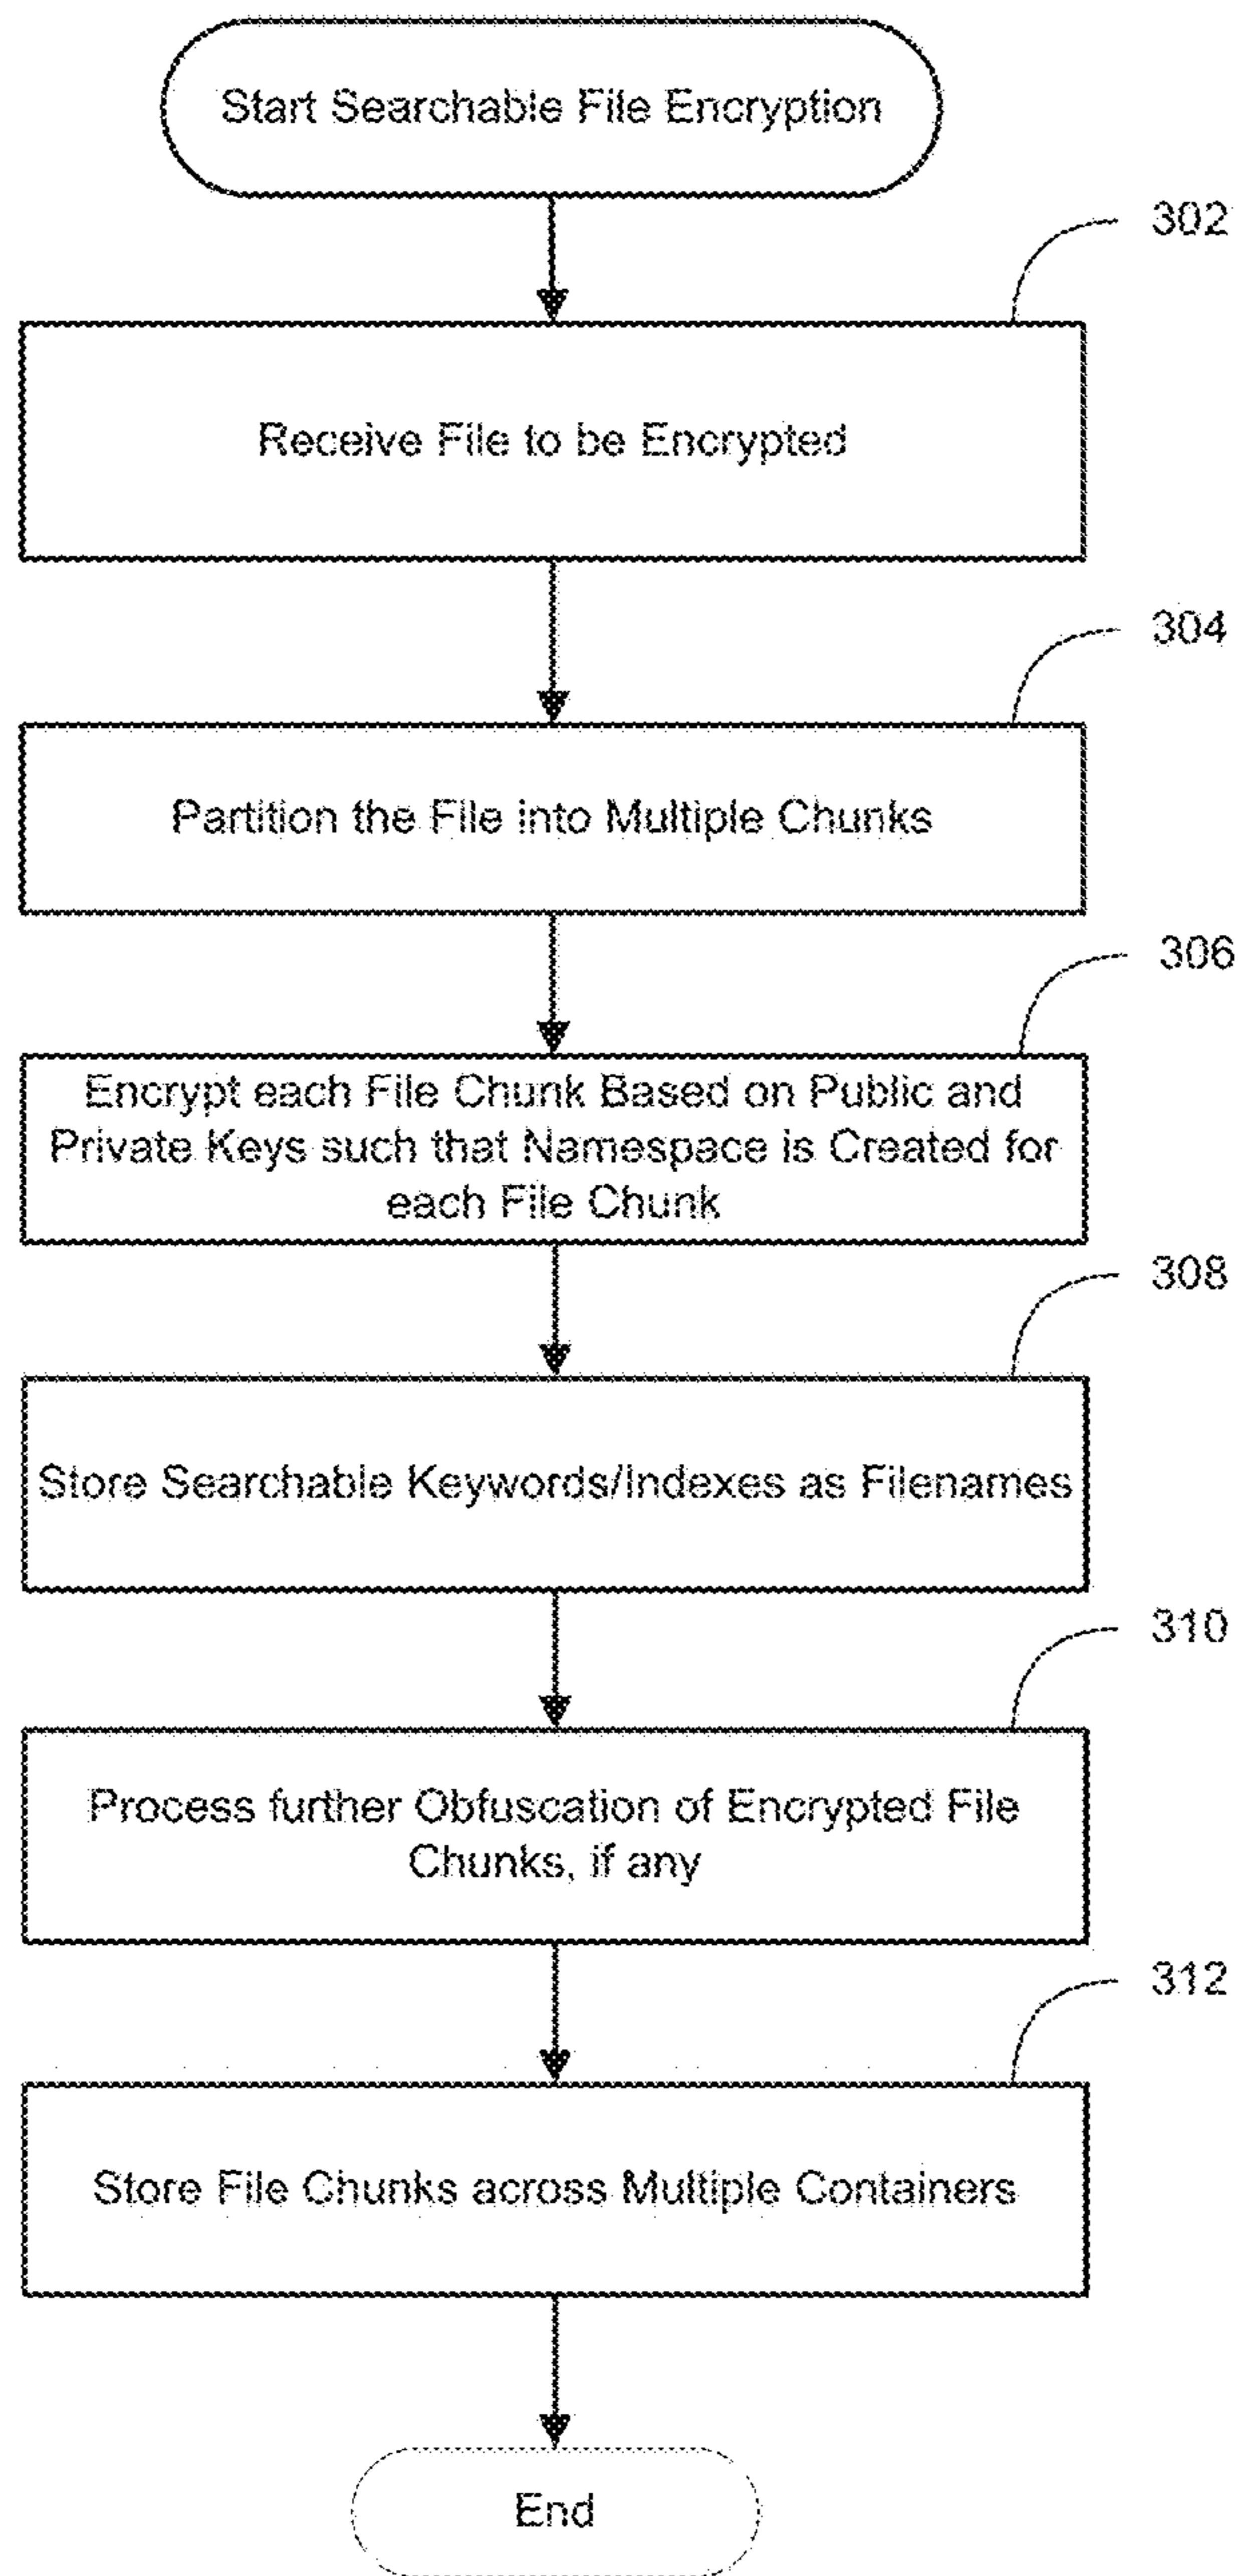 Start Searchable File Encryption
302
Receive File to be Encrypted
304
Partition the File into Multiple Chunks
306
Encrypt each File Chunk Based on Public and
Private Keys such that Namespace is Created for
each File Chunk
308
Store Searchable Keywords/Indexes as Filenames
310
Process further Obfuscation of Encrypted File
Chunks, if any
312
Store File Chunks across Multiple Containers
End